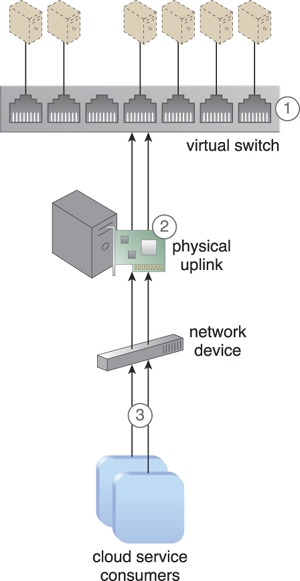 1
virtual switch
2
physical
uplink
network
device
3
cloud service
consumers